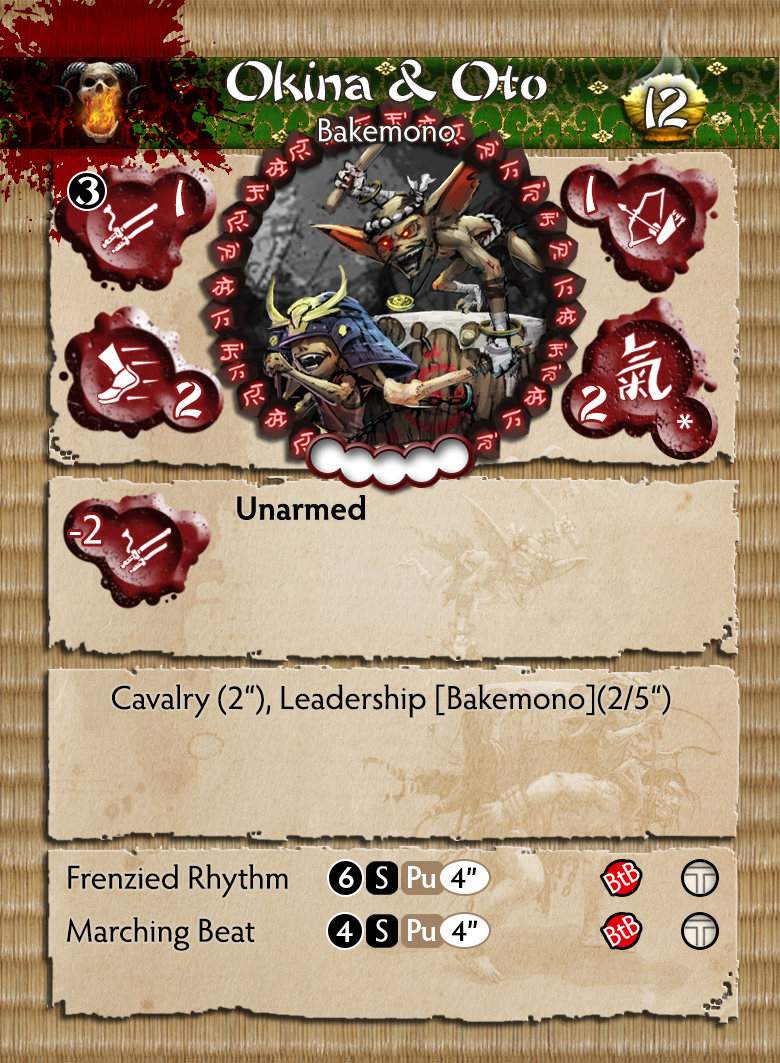 Okina & Oto
12
Bakemono
3 1
1
2
氣
2 *
Unarmed
-2
Cavalry (2“), Leadership [Bakemono](2/5“)
Frenzied Rhythm 6 S Pu 4" BtB T
Marching Beat 4 S Pu 4" BtB T